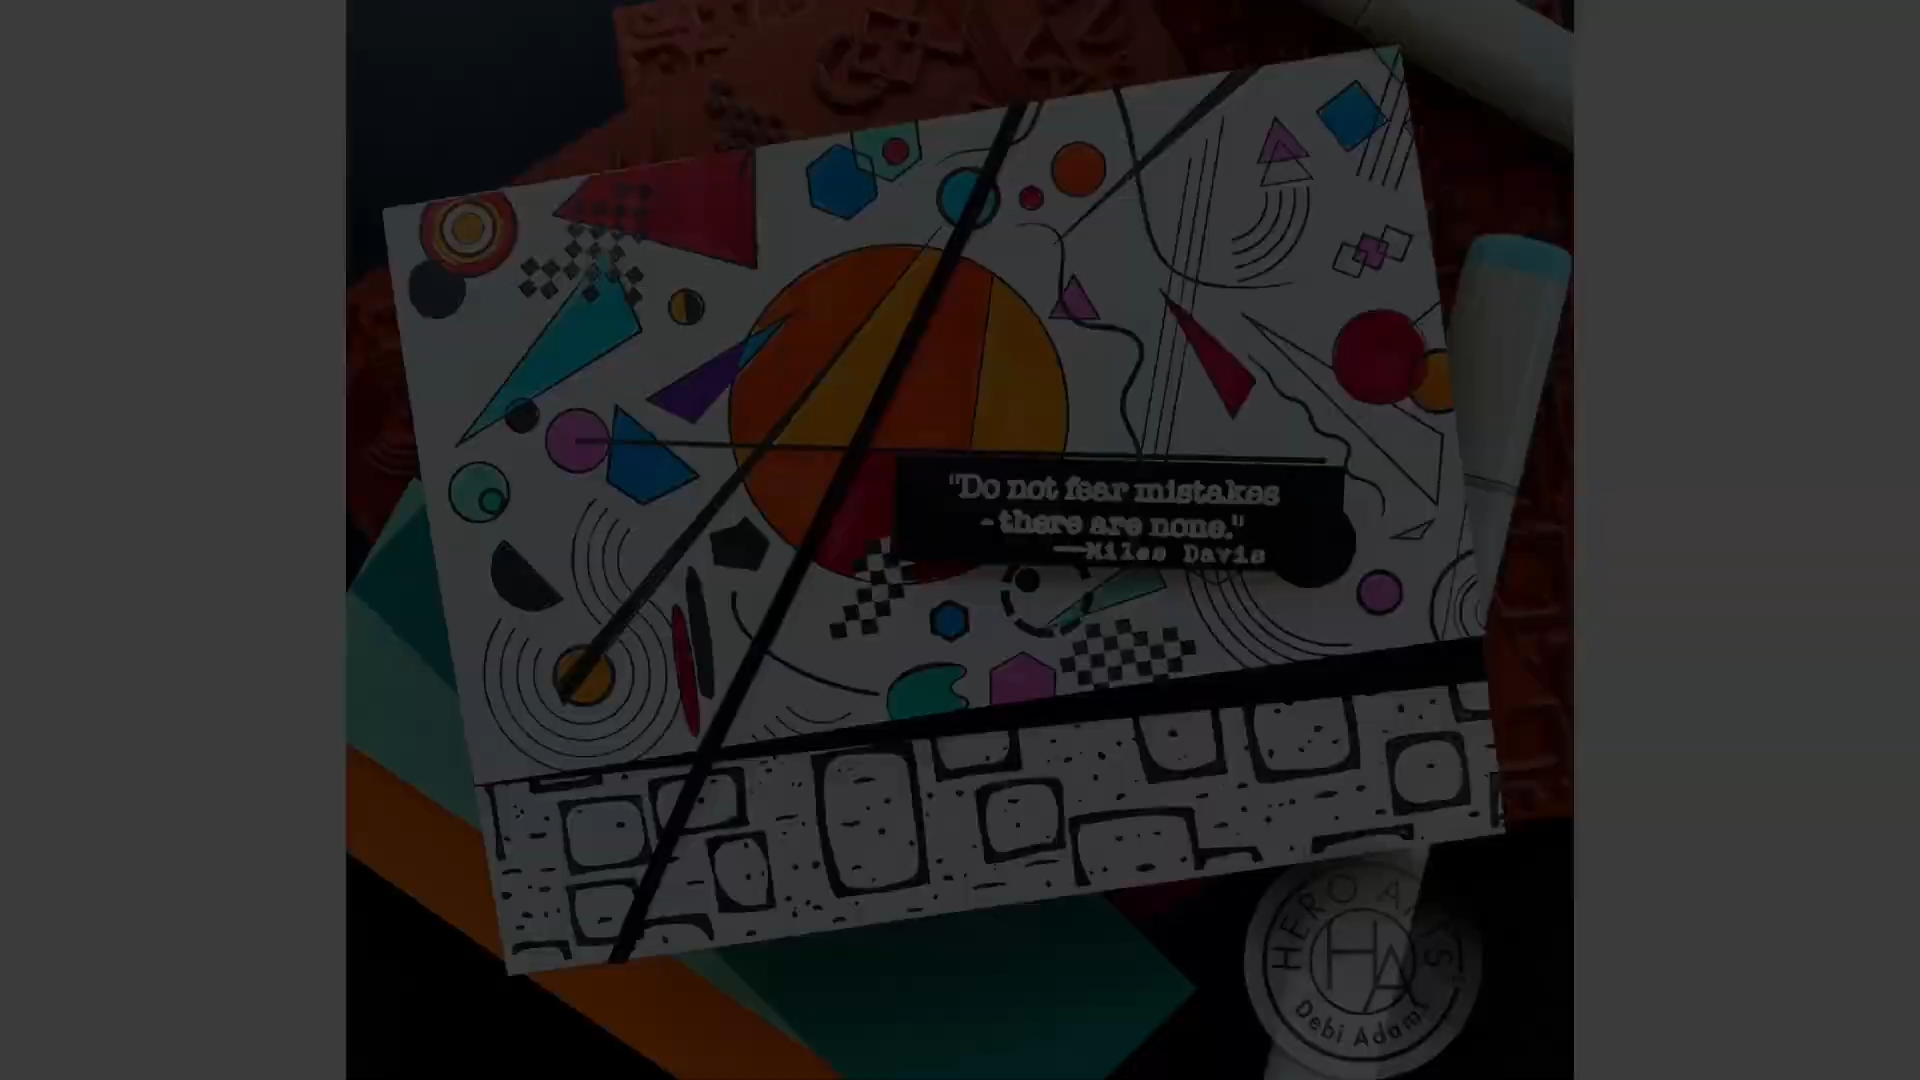 "Do not fear mistakes
- there are none."
—Miles Davis
HERO ARTS
HA
Debi Adams